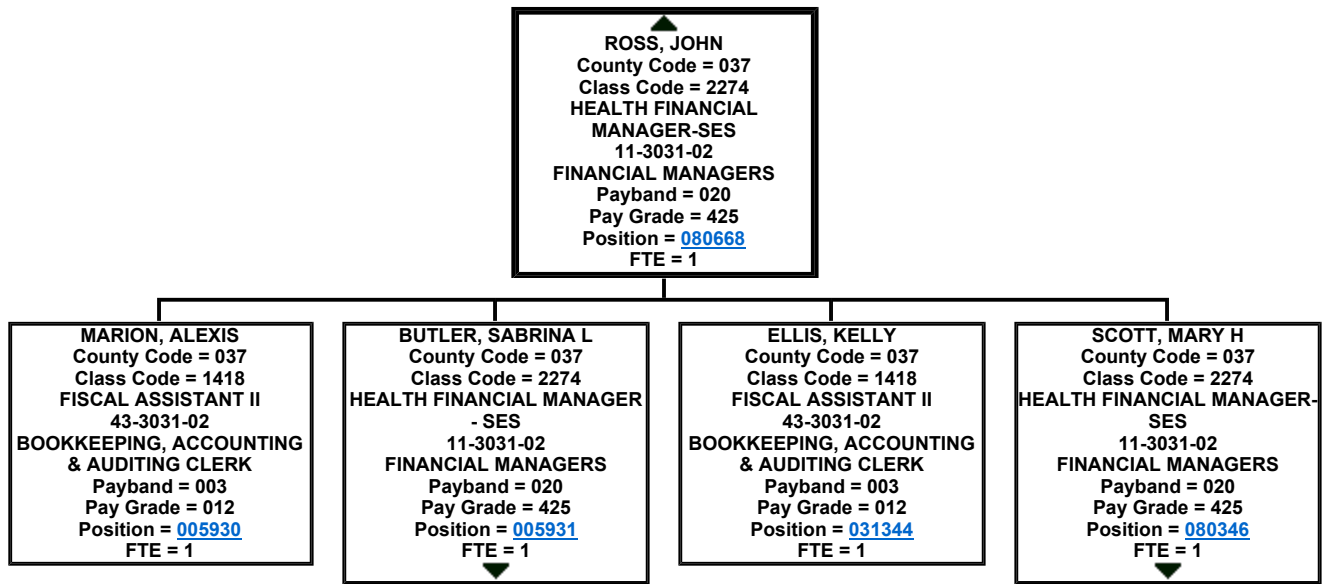 ROSS, JOHN
County Code = 037
Class Code = 2274
HEALTH FINANCIAL
MANAGER-SES
11-3031-02
FINANCIAL MANAGERS
Payband = 020
Pay Grade = 425
Position = 080668
FTE = 1
MARION, ALEXIS
County Code = 037
Class Code = 1418
FISCAL ASSISTANT II
43-3031-02
BOOKKEEPING, ACCOUNTING
& AUDITING CLERK
Payband = 003
Pay Grade = 012
Position = 005930
FTE = 1
BUTLER, SABRINA L
County Code = 037
Class Code = 2274
HEALTH FINANCIAL MANAGER
- SES
11-3031-02
FINANCIAL MANAGERS
Payband = 020
Pay Grade = 425
Position = 005931
FTE = 1
ELLIS, KELLY
County Code = 037
Class Code = 1418
FISCAL ASSISTANT II
43-3031-02
BOOKKEEPING, ACCOUNTING
& AUDITING CLERK
Payband = 003
Pay Grade = 012
Position = 031344
FTE = 1
SCOTT, MARY H
County Code = 037
Class Code = 2274
HEALTH FINANCIAL MANAGER-
SES
11-3031-02
FINANCIAL MANAGERS
Payband = 020
Pay Grade = 425
Position = 080346
FTE = 1